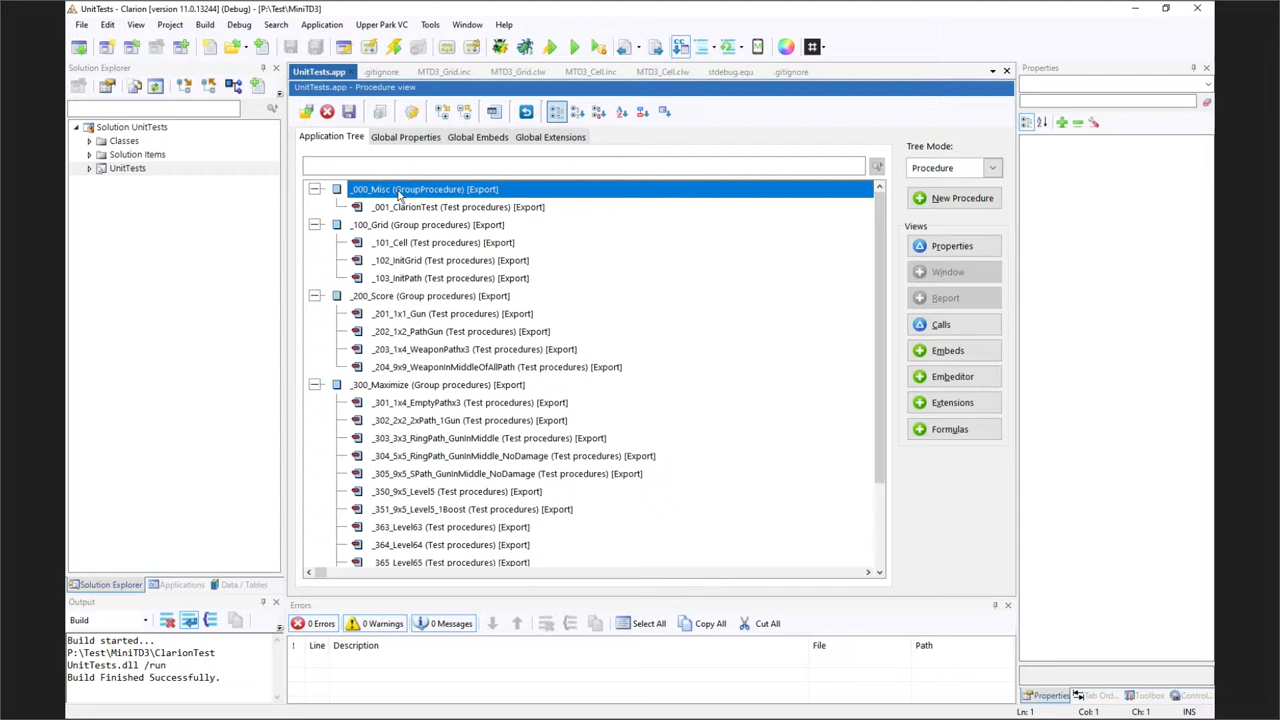 UnitTests - Clarion [version 11.0.13244] (Debug) - [P:\Test\MiniTD3]
File Edit View Project Build Debug Search Application Upper Park VC Tools Window Help
Solution Explorer
Solution UnitTests
Classes
Solution Items
UnitTests
Solution Explorer Applications Data / Tables
UnitTests.app .gitignore MTD3_Grid.inc MTD3_Grid.clw MTD3_Cell.inc MTD3_Cell.clw stdebug.equ .gitignore
UnitTests.app - Procedure view
Application Tree Global Properties Global Embeds Global Extensions
_000_Misc (GroupProcedure) [Export]
_001_ClarionTest (Test procedures) [Export]
_100_Grid (Group procedures) [Export]
_101_Cell (Test procedures) [Export]
_102_InitGrid (Test procedures) [Export]
_103_InitPath (Test procedures) [Export]
_200_Score (Group procedures) [Export]
_201_1x1_Gun (Test procedures) [Export]
_202_1x2_PathGun (Test procedures) [Export]
_203_1x4_WeaponPathx3 (Test procedures) [Export]
_204_9x9_WeaponInMiddleOfAllPath (Test procedures) [Export]
_300_Maximize (Group procedures) [Export]
_301_1x4_EmptyPathx3 (Test procedures) [Export]
_302_2x2_2xPath_1Gun (Test procedures) [Export]
_303_3x3_RingPath_GunInMiddle (Test procedures) [Export]
_304_5x5_RingPath_GunInMiddle_NoDamage (Test procedures) [Export]
_305_9x5_SPath_GunInMiddle_NoDamage (Test procedures) [Export]
_350_9x5_Level5 (Test procedures) [Export]
_351_9x5_Level5_1Boost (Test procedures) [Export]
_363_Level63 (Test procedures) [Export]
_364_Level64 (Test procedures) [Export]
_365_Level65 (Test procedures) [Export]
Tree Mode:
Procedure
New Procedure
Views
Properties
Window
Report
Calls
Embeds
Embeditor
Extensions
Formulas
Properties
Properties Tab Ord... Toolbox Control...
Output
Build
Build started...
P:\Test\MiniTD3\ClarionTest
UnitTests.dll /run
Build Finished Successfully.
Errors
0 Errors 0 Warnings 0 Messages Select All Copy All Cut All
! Line Description File Path
Ln: 1 Col: 1 Ch: 1 INS